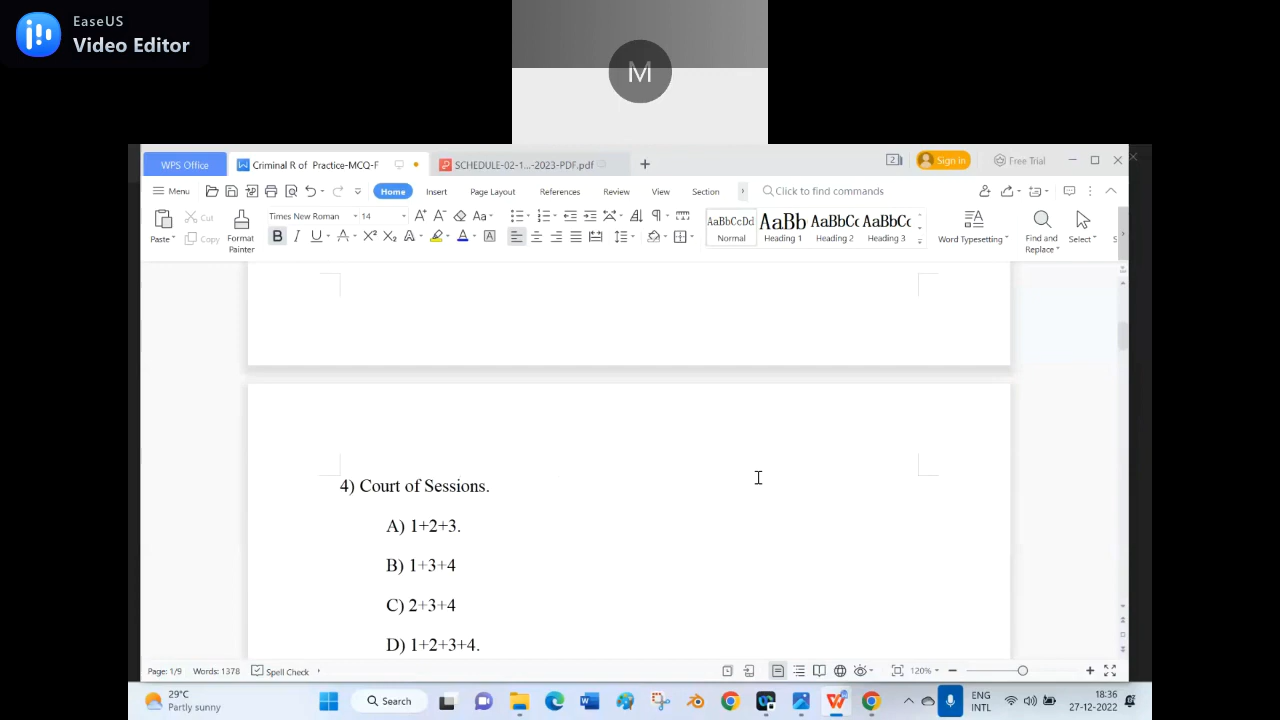 EaseUS
Video Editor
M
WPS Office
Criminal R of Practice-MCQ-F
SCHEDULE-02-1...-2023-PDF.pdf
+
2
Sign in
Free Trial
Menu
Home
Insert
Page Layout
References
Review
View
Section
Click to find commands
Paste
Cut
Copy
Format
Painter
Times New Roman
14
B I U
AaBbCcDd
Normal
AaBb
Heading 1
AaBbCc
Heading 2
AaBbCc
Heading 3
Word Typesetting
Find and
Replace
Select
4) Court of Sessions.
A) 1+2+3.
B) 1+3+4
C) 2+3+4
D) 1+2+3+4.
Page: 1/9 Words: 1378 Spell Check
120%
29°C
Partly sunny
Search
ENG
INTL
18:36
27-12-2022